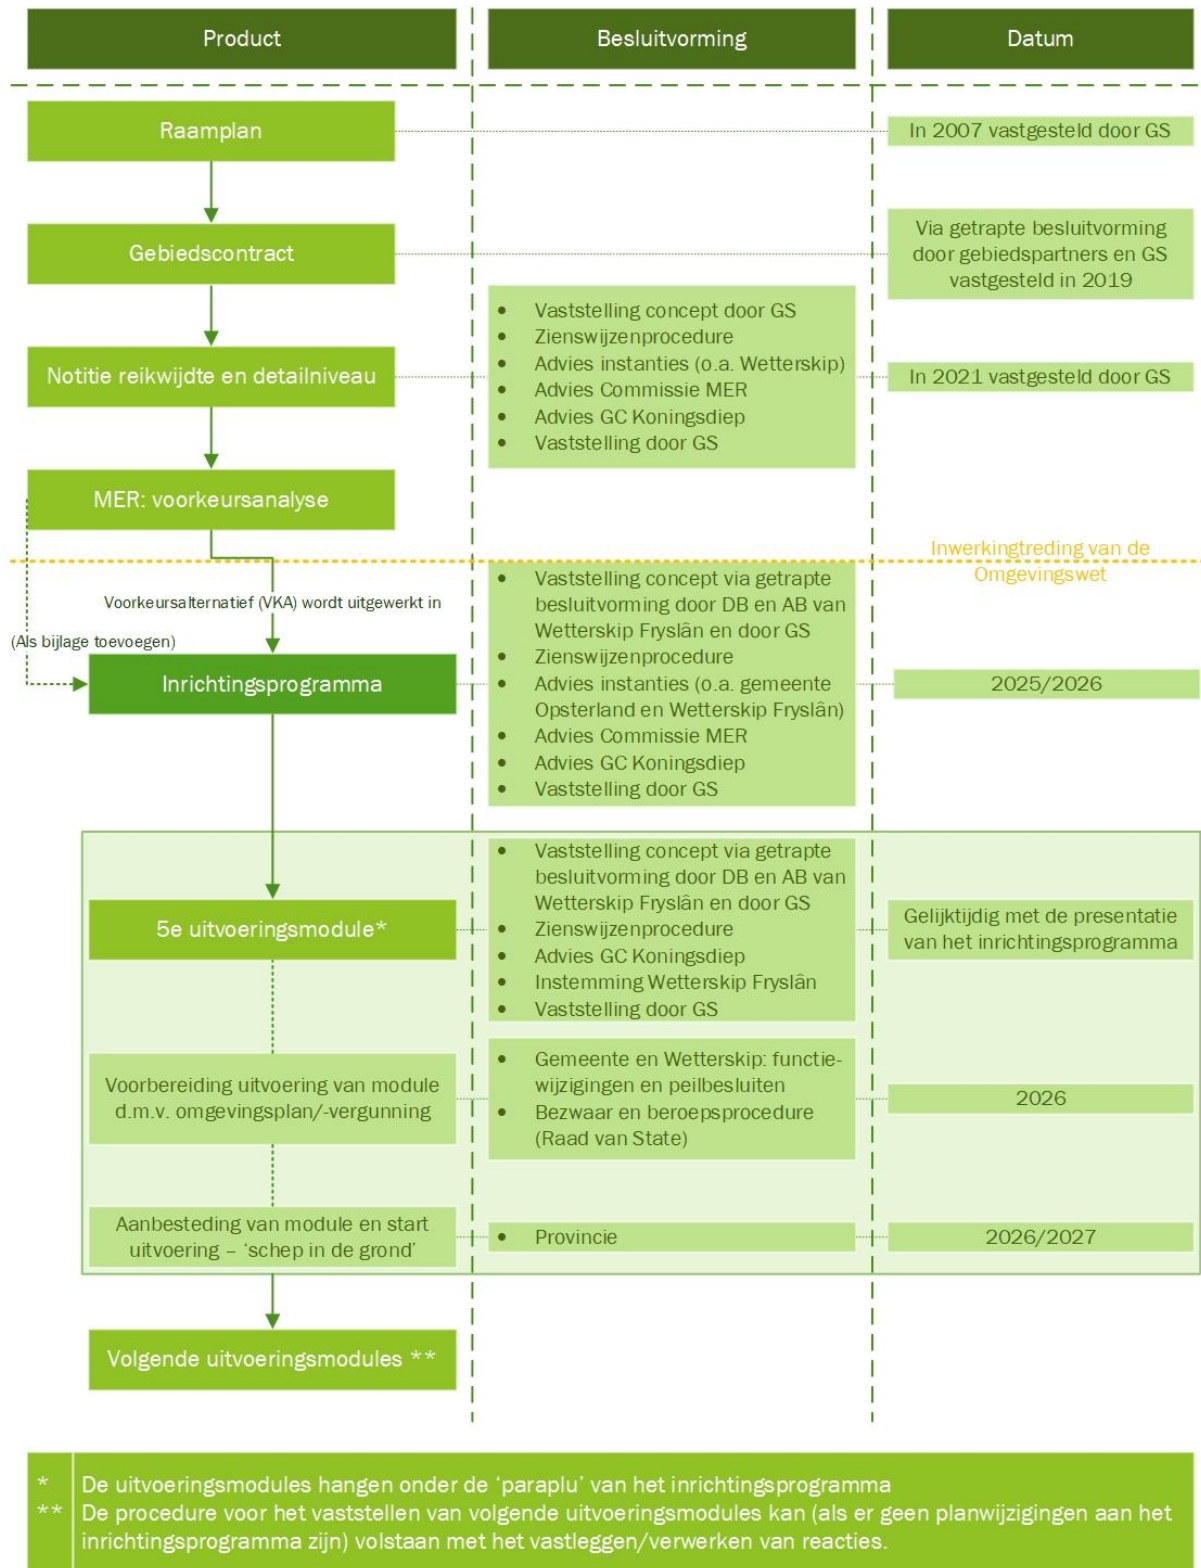 Product
Besluitvorming
Datum
Raamplan
In 2007 vastgesteld door GS
Gebiedscontract
Via getrapte besluitvorming
door gebiedspartners en GS
vastgesteld in 2019
Notitie reikwijdte en detailniveau
• Vaststelling concept door GS
• Zienswijzenprocedure
• Advies instanties (o.a. Wetterskip)
• Advies Commissie MER
• Advies GC Koningsdiep
• Vaststelling door GS
In 2021 vastgesteld door GS
MER: voorkeursanalyse
Inwerkingtreding van de
Omgevingswet
Voorkeursalternatief (VKA) wordt uitgewerkt in
(Als bijlage toevoegen)
Inrichtingsprogramma
• Vaststelling concept via getrapte
besluitvorming door DB en AB van
Wetterskip Fryslân en door GS
• Zienswijzenprocedure
• Advies instanties (o.a. gemeente
Opsterland en Wetterskip Fryslân)
• Advies Commissie MER
• Advies GC Koningsdiep
• Vaststelling door GS
2025/2026
5e uitvoeringsmodule*
• Vaststelling concept via getrapte
besluitvorming door DB en AB van
Wetterskip Fryslân en door GS
• Zienswijzenprocedure
• Advies GC Koningsdiep
• Instemming Wetterskip Fryslân
• Vaststelling door GS
Gelijktijdig met de presentatie
van het inrichtingsprogramma
Voorbereiding uitvoering van module
d.m.v. omgevingsplan/-vergunning
• Gemeente en Wetterskip: functie-
wijzigingen en peilbesluiten
• Bezwaar en beroepsprocedure
(Raad van State)
2026
Aanbesteding van module en start
uitvoering – ‘schep in de grond’
• Provincie
2026/2027
Volgende uitvoeringsmodules **
* De uitvoeringsmodules hangen onder de ‘paraplu’ van het inrichtingsprogramma
** De procedure voor het vaststellen van volgende uitvoeringsmodules kan (als er geen planwijzigingen aan het
inrichtingsprogramma zijn) volstaan met het vastleggen/verwerken van reacties.